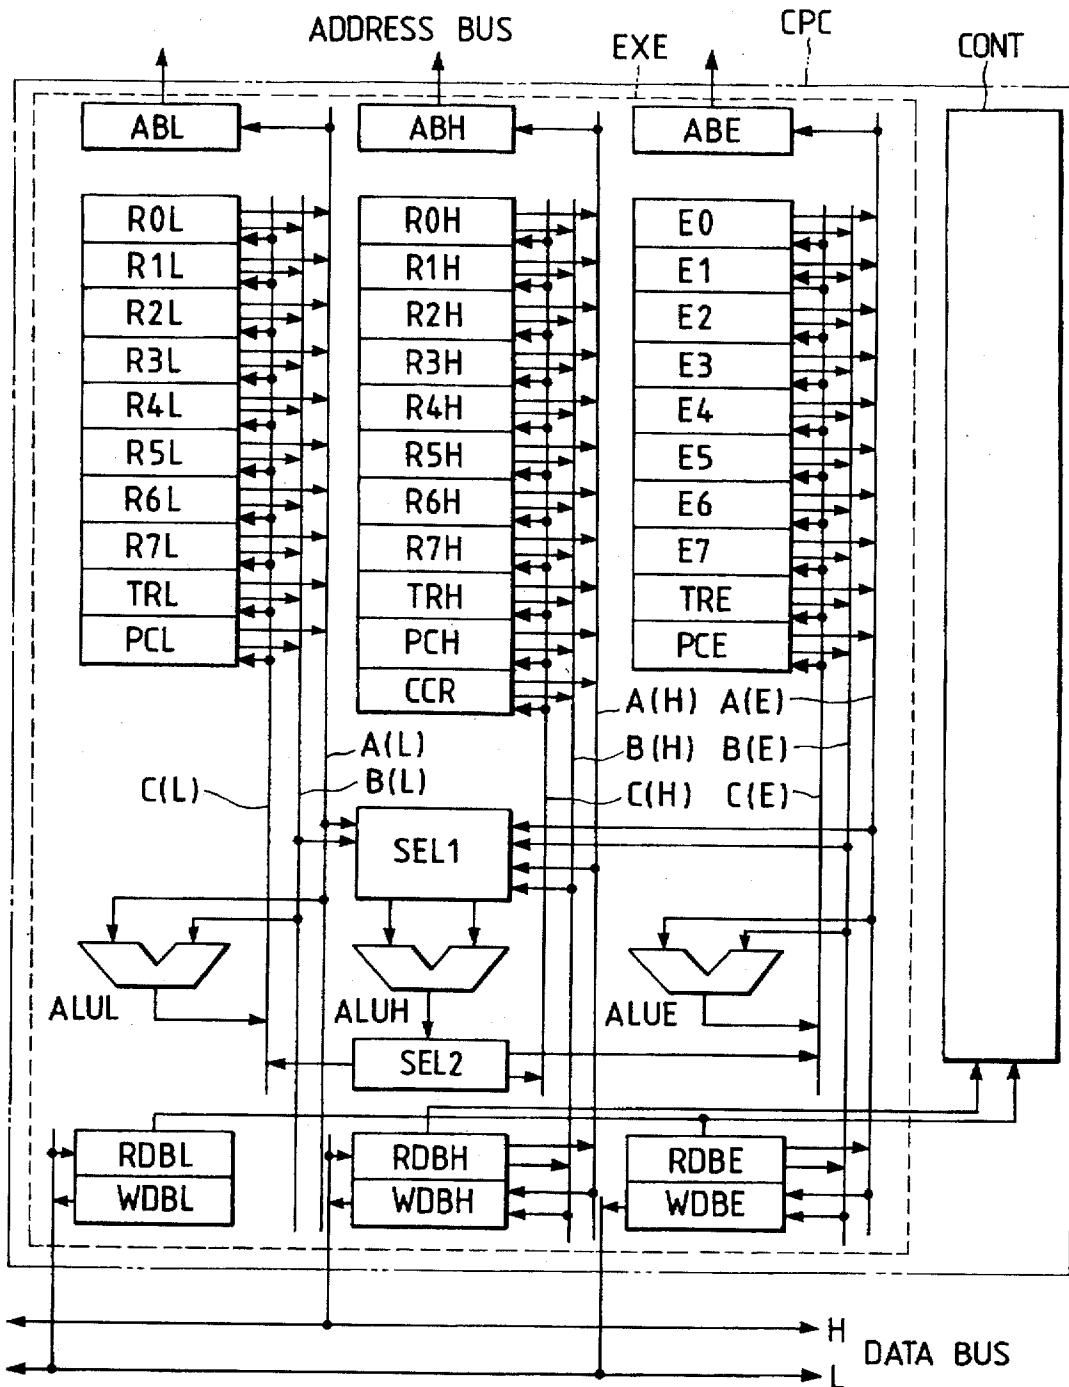 ADDRESS BUS
EXE
CPC
CONT
ABL
ABH
ABE
R0L
R1L
R2L
R3L
R4L
R5L
R6L
R7L
TRL
PCL
R0H
R1H
R2H
R3H
R4H
R5H
R6H
R7H
TRH
PCH
CCR
E0
E1
E2
E3
E4
E5
E6
E7
TRE
PCE
A(L)
B(L)
C(L)
A(H)
A(E)
B(H)
B(E)
C(H)
C(E)
SEL1
ALUL
ALUH
ALUE
SEL2
RDBL
WDBL
RDBH
WDBH
RDBE
WDBE
H
DATA BUS
L